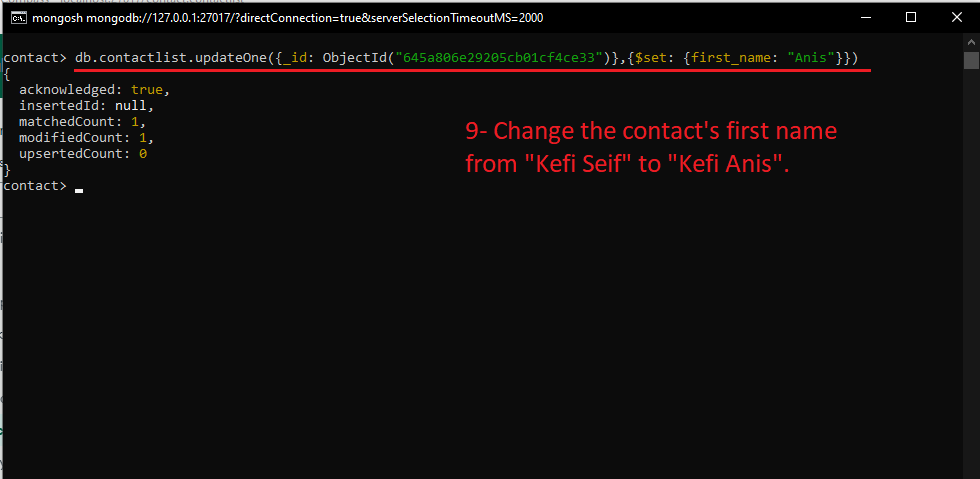 mongosh mongodb://127.0.0.1:27017/?directConnection=true&serverSelectionTimeoutMS=2000
contact> db.contactlist.updateOne({_id: ObjectId("645a806e29205cb01cf4ce33")},{$set: {first_name: "Anis"}})
{
  acknowledged: true,
  insertedId: null,
  matchedCount: 1,
  modifiedCount: 1,
  upsertedCount: 0
}
contact>
9- Change the contact's first name
from "Kefi Seif" to "Kefi Anis".